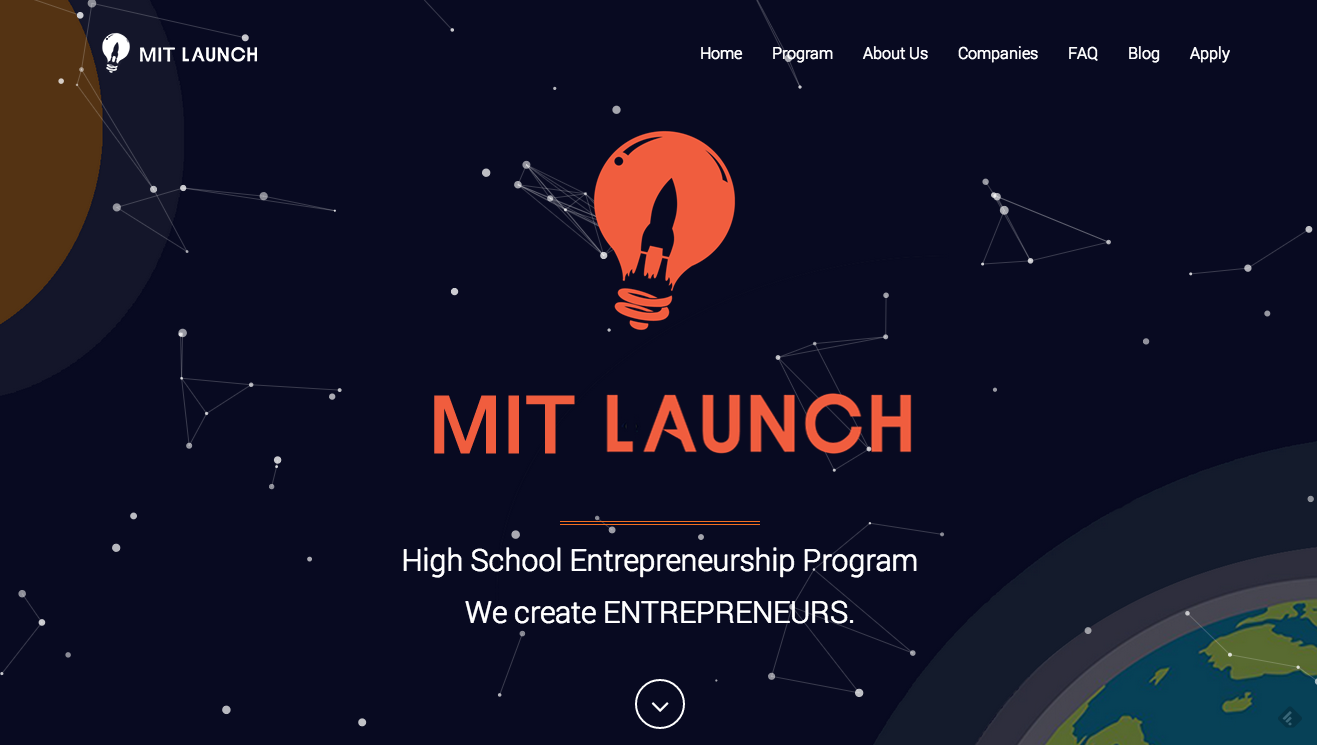 MIT LAUNCH
Home Program About Us Companies FAQ Blog Apply
MIT LAUNCH
High School Entrepreneurship Program
We create ENTREPRENEURS.